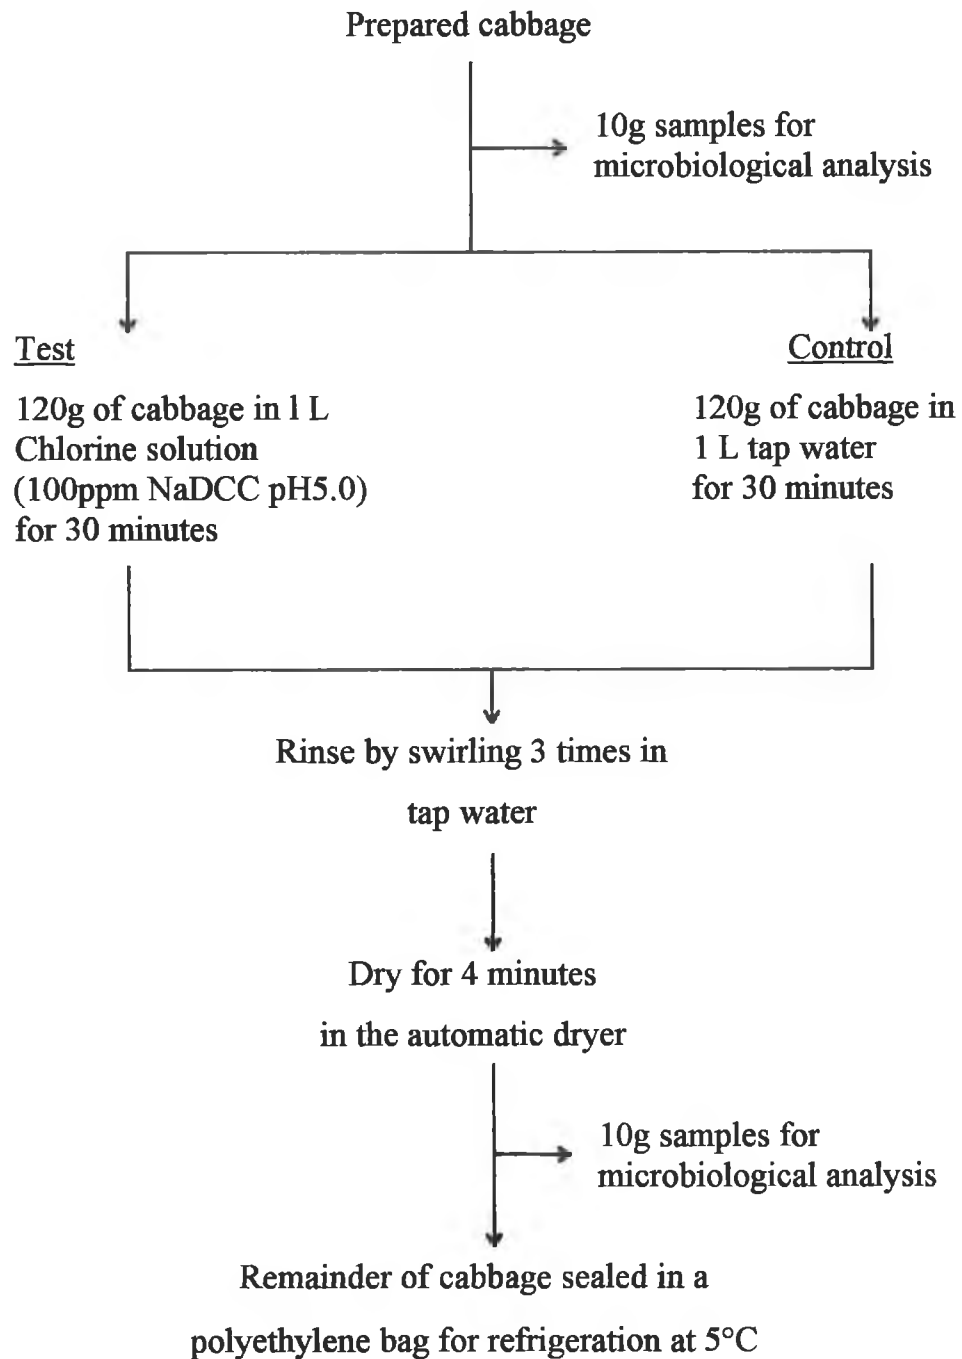 Prepared cabbage
10g samples for
microbiological analysis
Test
120g of cabbage in 1 L
Chlorine solution
(100ppm NaDCC pH5.0)
for 30 minutes
Control
120g of cabbage in
1 L tap water
for 30 minutes
Rinse by swirling 3 times in
tap water
Dry for 4 minutes
in the automatic dryer
10g samples for
microbiological analysis
Remainder of cabbage sealed in a
polyethylene bag for refrigeration at 5°C